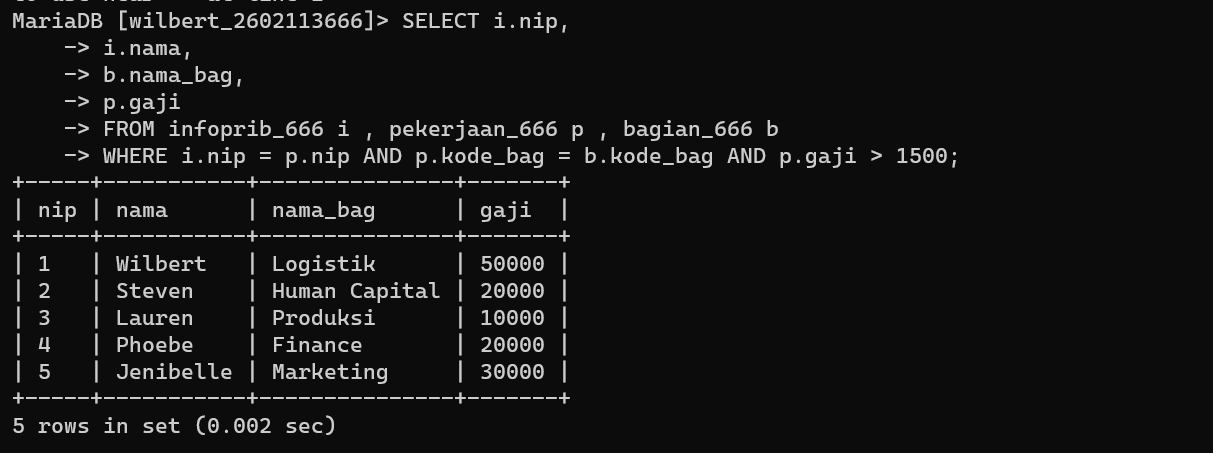 MariaDB [wilbert_2602113666]> SELECT i.nip,
    -> i.nama,
    -> b.nama_bag,
    -> p.gaji
    -> FROM infoprib_666 i , pekerjaan_666 p , bagian_666 b
    -> WHERE i.nip = p.nip AND p.kode_bag = b.kode_bag AND p.gaji > 1500;
+-----+-----------+---------------+-------+
| nip | nama      | nama_bag      | gaji  |
+-----+-----------+---------------+-------+
| 1   | Wilbert   | Logistik      | 50000 |
| 2   | Steven    | Human Capital | 20000 |
| 3   | Lauren    | Produksi      | 10000 |
| 4   | Phoebe    | Finance       | 20000 |
| 5   | Jenibelle | Marketing     | 30000 |
+-----+-----------+---------------+-------+
5 rows in set (0.002 sec)